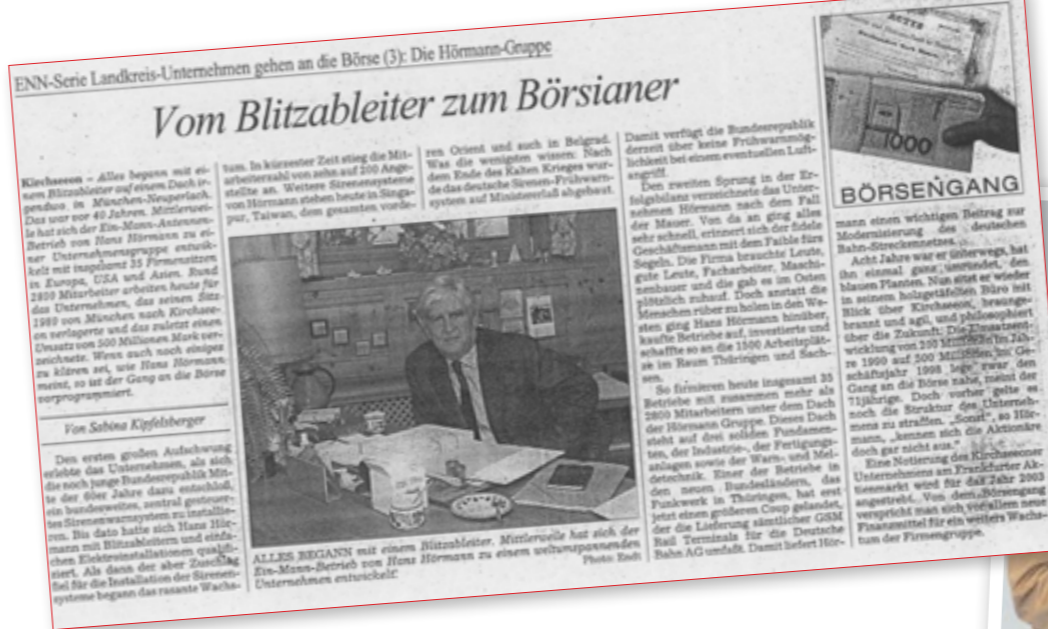 ENN-Serie Landkreis-Unternehmen gehen an die Börse (3): Die Hörmann-Gruppe
Vom Blitzableiter zum Börsianer
Kirchseeon – Alles begann mit ei-
nem Blitzableiter auf einem Dach ir-
gendwo in München-Neuperlach.
Das war vor 40 Jahren. Mittlerwei-
le hat sich der Ein-Mann-Antennen-
Betrieb von Hans Hörmann zu ei-
ner Unternehmensgruppe entwik-
kelt mit insgesamt 35 Firmensitzen
in Europa, USA und Asien. Rund
2800 Mitarbeiter arbeiten heute für
das Unternehmen, das seinen Sitz
1980 von München nach Kirchsee-
on verlagerte und das zuletzt einen
Umsatz von 500 Millionen Mark ver-
zeichnete. Wenn auch noch einiges
zu klären sei, wie Hans Hörmann
meint, so ist der Gang an die Börse
vorprogrammiert.
Von Sabina Kipfelsberger
Den ersten großen Aufschwung
erlebte das Unternehmen, als sich
die noch junge Bundesrepublik Mit-
te der 60er Jahre dazu entschloß,
ein bundesweites, zentral gesteuer-
tes Sirenenwarnsystem zu installie-
ren. Bis dato hatte sich Hans Hör-
mann mit Blitzableitern und einfa-
chen Elektroinstallationen qualifi-
ziert. Als dann der aber Zuschlag
fiel für die Installation der Sirenen-
systeme begann das rasante Wachs-
tum. In kürzester Zeit stieg die Mit-
arbeiterzahl von zehn auf 200 Ange-
stellte an. Weitere Sirenensysteme
von Hörmann stehen heute in Singa-
pur, Taiwan, dem gesamten vorde-
ren Orient und auch in Belgrad.
Was die wenigsten wissen: Nach
dem Ende des Kalten Krieges wur-
de das deutsche Sirenen-Frühwarn-
system auf Ministerstuß abgebaut.
ALLES BEGANN mit einem Blitzableiter. Mittlerweile hat sich der
Ein-Mann-Betrieb von Hans Hörmann zu einem weltumspannenden
Unternehmen entwickelt.
Photo:
Damit verfügt die Bundesrepublik
derzeit über keine Frühwarnmög-
lichkeit bei einem eventuellen Luft-
angriff.
Den zweiten Sprung in der Er-
folgsbilanz verzeichnete das Unter-
nehmen Hörmann nach dem Fall
der Mauer. Von da an ging alles
sehr schnell, erinnert sich der fidele
Geschäftsmann mit dem Faible fürs
Segeln. Die Firma brauchte Leute,
gute Leute, Facharbeiter, Maschi-
nenbauer und die gab es im Osten
plötzlich zuhauf. Doch anstatt die
Menschen rüber zu holen in den We-
sten ging Hans Hörmann hinüber,
kaufte Betriebe auf, investierte und
schaffte so an die 1500 Arbeitsplät-
ze im Raum Thüringen und Sach-
sen.
So firmieren heute insgesamt 35
Betriebe mit zusammen mehr als
2800 Mitarbeitern unter dem Dach
der Hörmann Gruppe. Dieses Dach
steht auf drei soliden Fundamen-
ten, der Industrie-, der Fertigungs-
anlagen sowie der Warn- und Mel-
detechnik. Einer der Betriebe in
den neuen Bundesländern, das
Funkwerk in Thüringen, hat erst
jetzt einen größeren Coup gelandet,
der die Lieferung sämtlicher GSM
Rail Terminals für die Deutsche
Bahn AG umfaßt. Damit liefert Hör-
1000
BÖRSENGANG
mann einen wichtigen Beitrag zur
Modernisierung des deutschen
Bahn-Streckennetzes.
Acht Jahre war er unterwegs, hat
ihn einmal ganz umrundet, den
blauen Planten. Nun sitzt er wieder
in seinem holzgetäfelten Büro mit
Blick über Kirchseeon, braunge-
brannt und agil, und philosophiert
über die Zukunft. Die Umsatzent-
wicklung von 200 Millionen im Jah-
re 1990 auf 500 Millionen im Ge-
schäftsjahr 1998 lege zwar den
Gang an die Börse nahe, meint der
71jährige. Doch vorher gelte es
noch die Struktur des Unterneh-
mens zu straffen. „Sonst“, so Hör-
mann, „kennen sich die Aktionäre
doch gar nicht aus.“
Eine Notierung des Kirchseeoner
Unternehmens am Frankfurter Ak-
tienmarkt wird für das Jahr 2002
angestrebt. Von dem Börsengang
verspricht man sich vor allem neue
Finanzmittel für ein weiters Wachs-
tum der Firmengruppe.